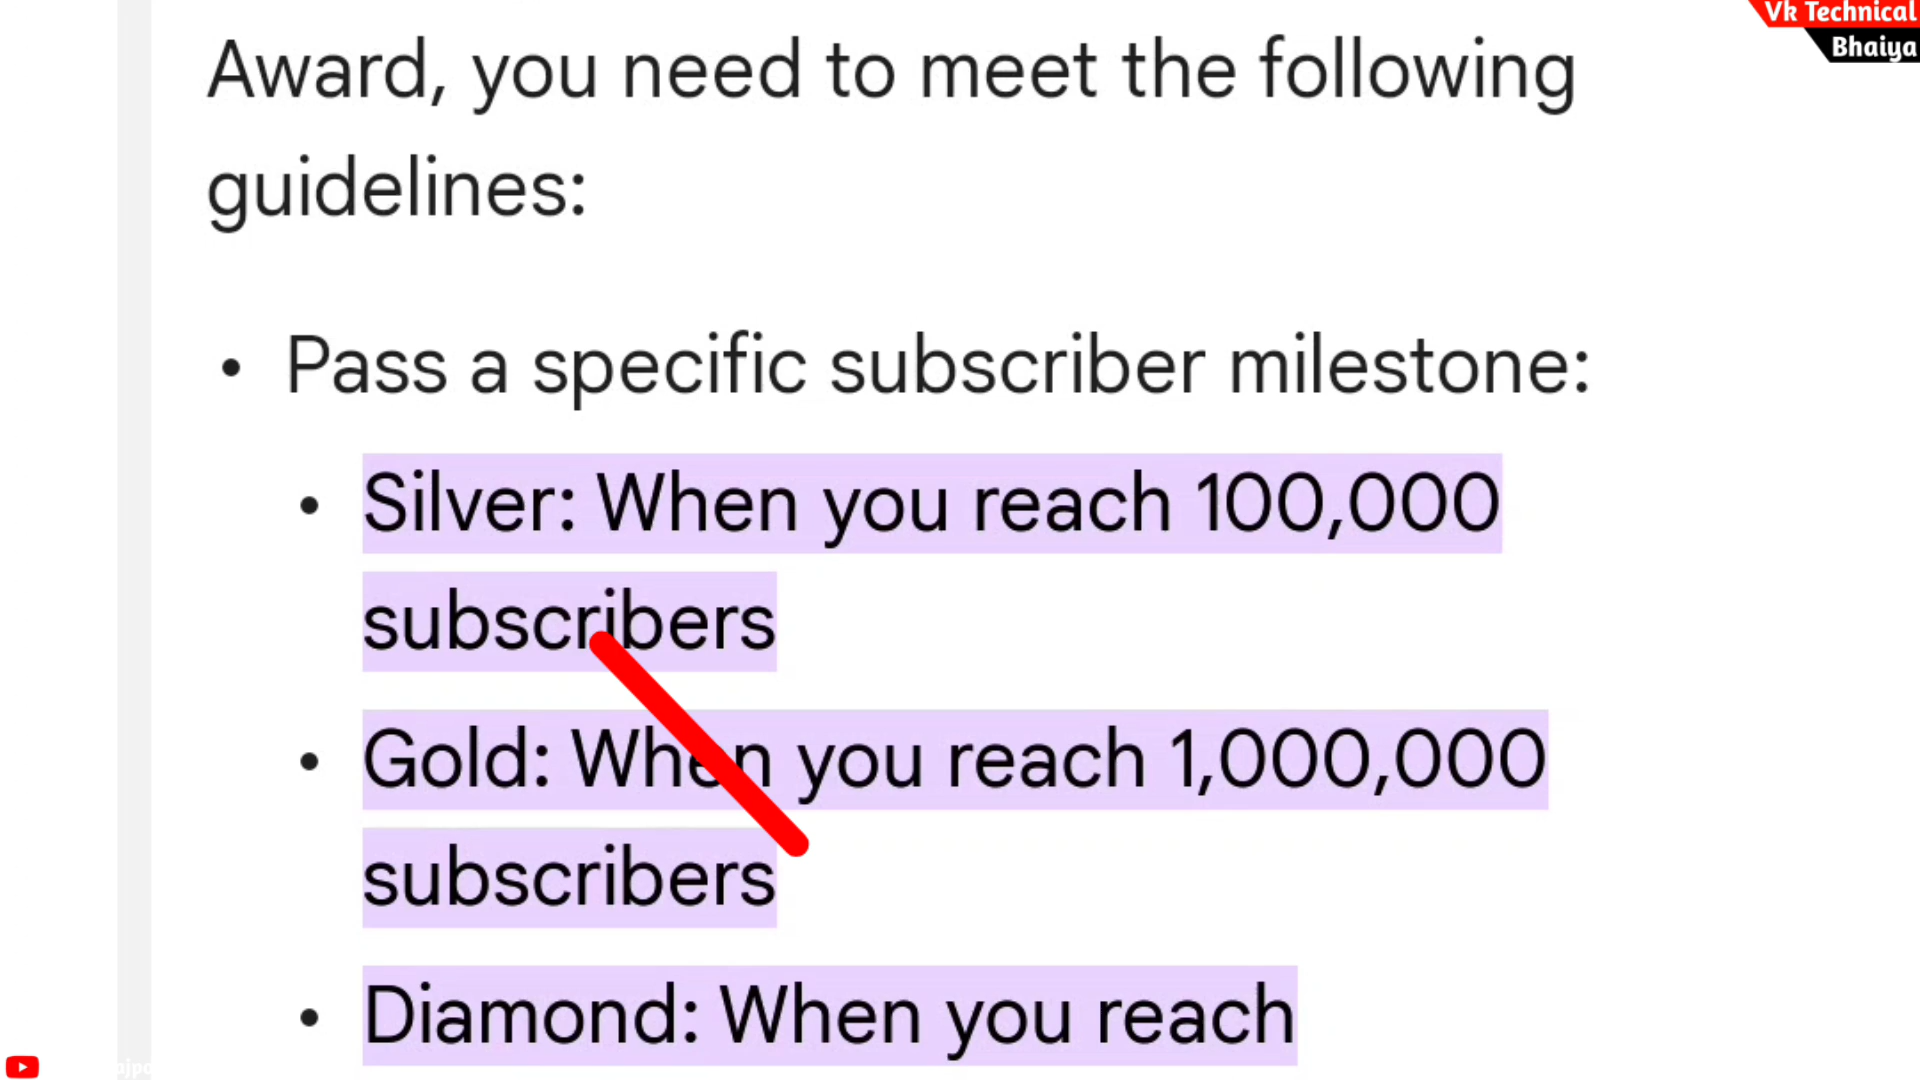 Vk Technical
Bhaiya
Award, you need to meet the following
guidelines:
• Pass a specific subscriber milestone:
• Silver: When you reach 100,000
subscribers
• Gold: When you reach 1,000,000
subscribers
• Diamond: When you reach